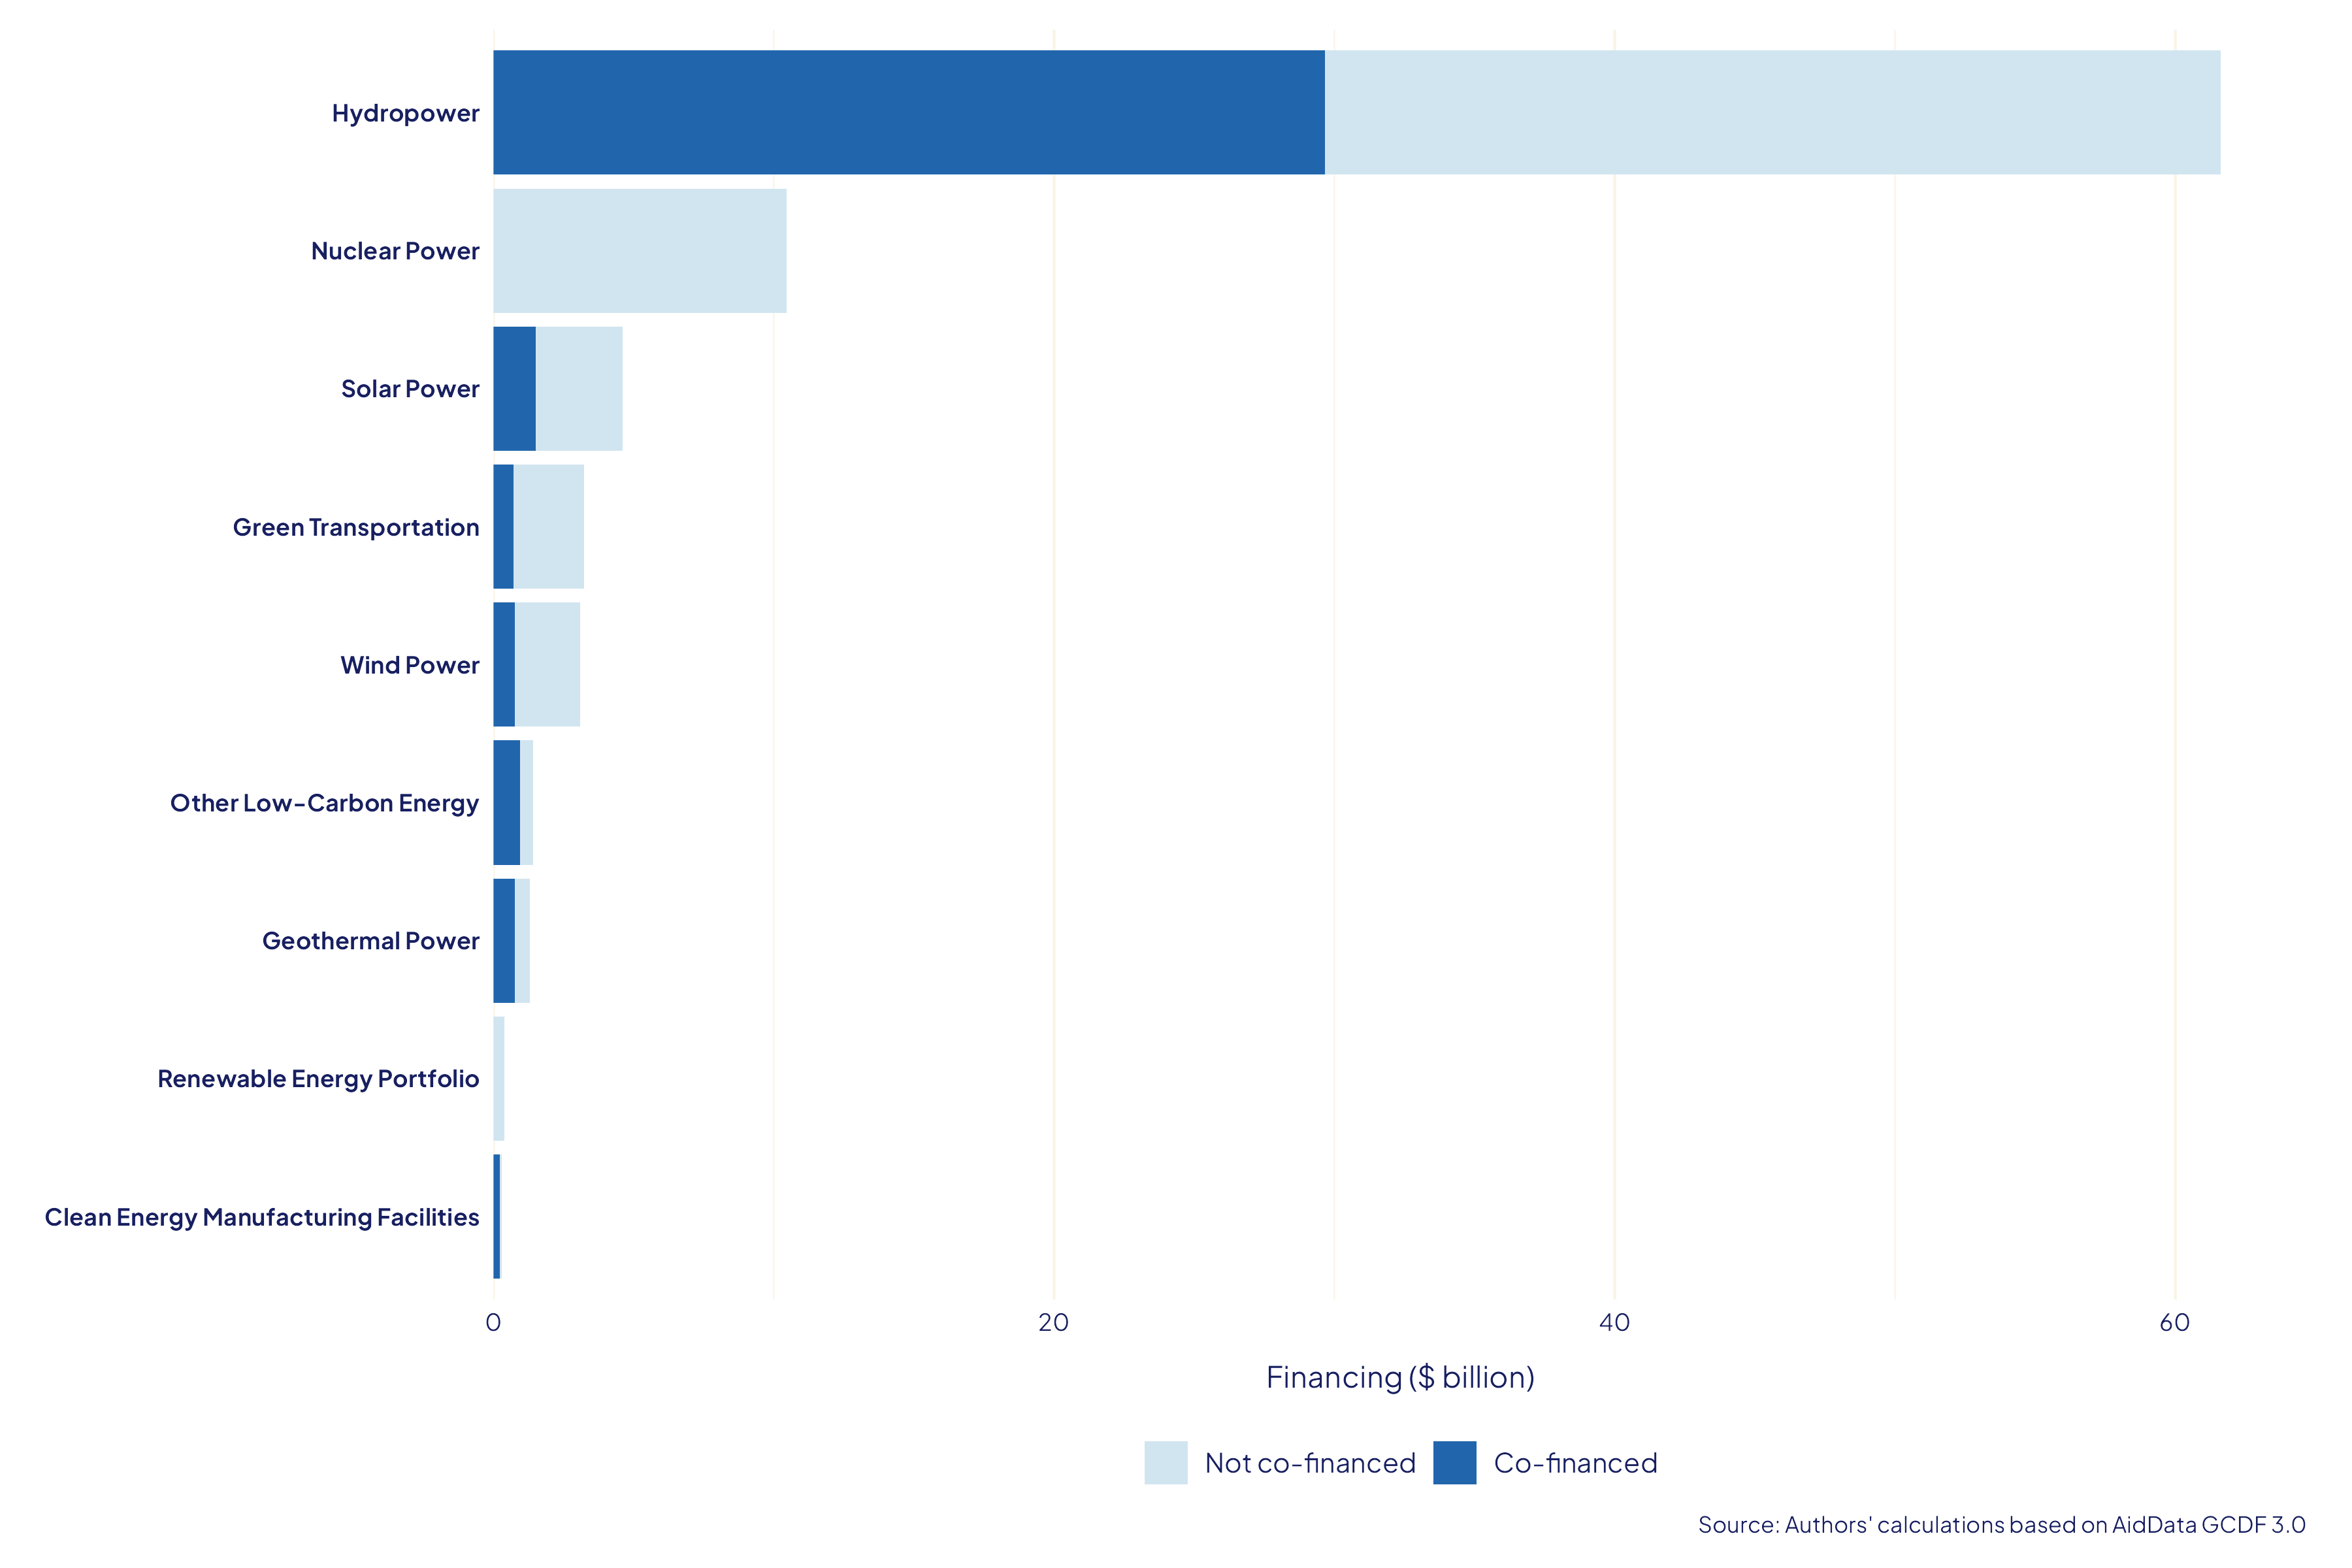 Hydropower
Nuclear Power
Solar Power
Green Transportation
Wind Power
Other Low-Carbon Energy
Geothermal Power
Renewable Energy Portfolio
Clean Energy Manufacturing Facilities
0 20 40 60
Financing ($ billion)
Not co-financed Co-financed
Source: Authors' calculations based on AidData GCDF 3.0